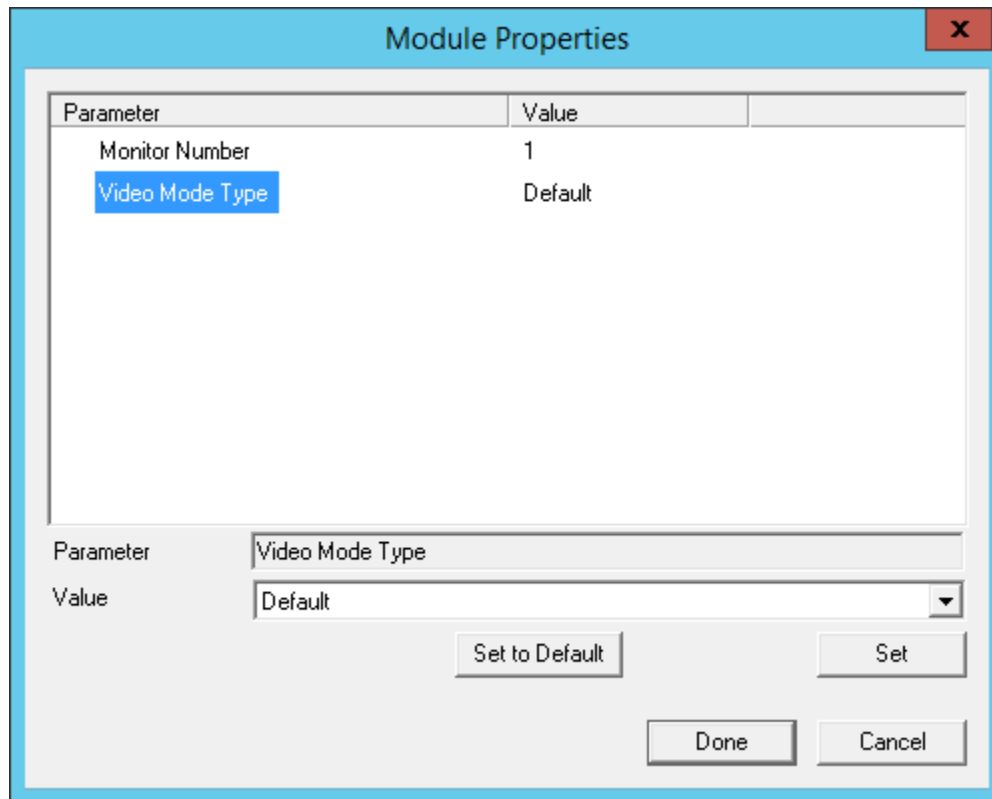 Module Properties
x
Parameter Value
Monitor Number 1
Video Mode Type Default
Parameter Video Mode Type
Value Default
Set to Default Set
Done Cancel